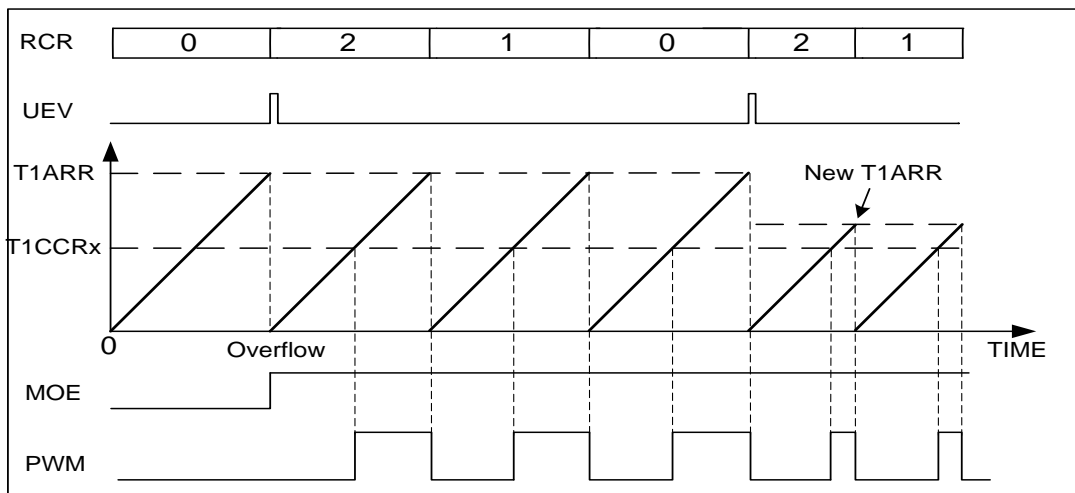 RCR 0 2 1 0 2 1
UEV
T1ARR
New T1ARR
T1CCRx
0 Overflow TIME
MOE
PWM